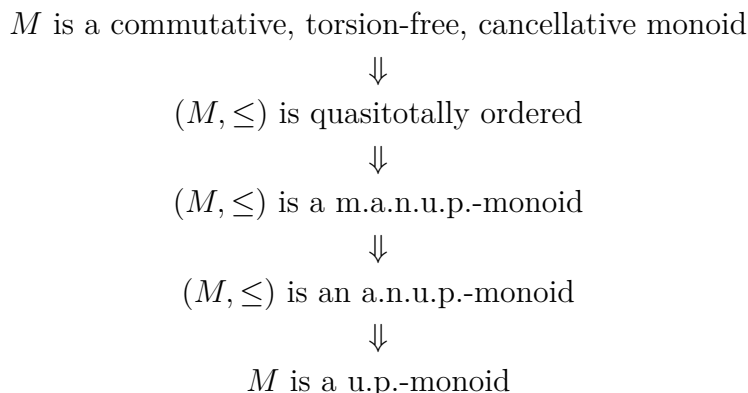 M is a commutative, torsion-free, cancellative monoid
⇓
(M, ≤) is quasitotally ordered
⇓
(M, ≤) is a m.a.n.u.p.-monoid
⇓
(M, ≤) is an a.n.u.p.-monoid
⇓
M is a u.p.-monoid